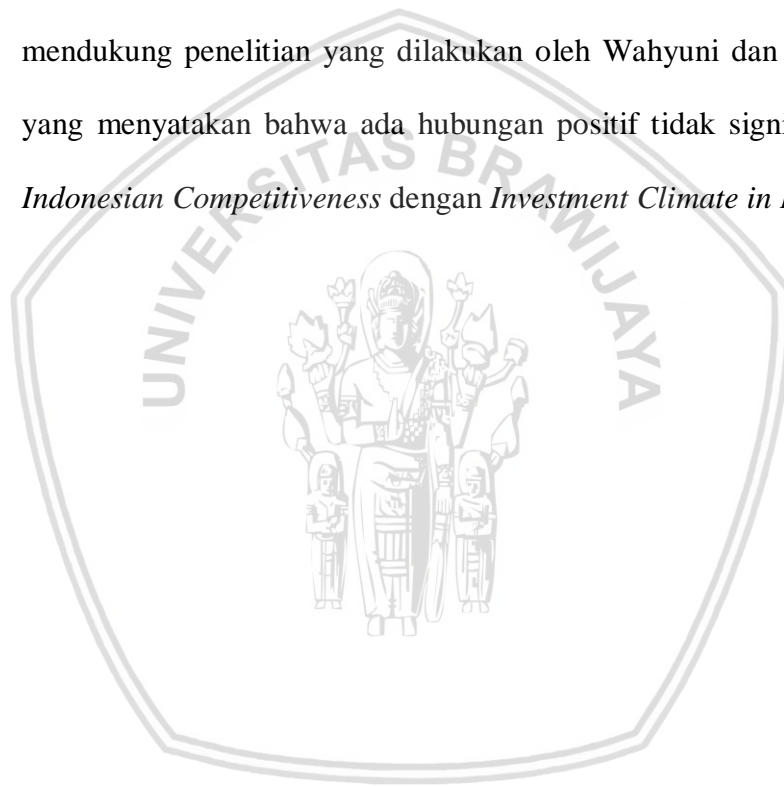 mendukung penelitian yang dilakukan oleh Wahyuni dan
yang menyatakan bahwa ada hubungan positif tidak
Indonesian Competitiveness dengan Investment Climate in
UNIVERSITAS BRAWIJAYA